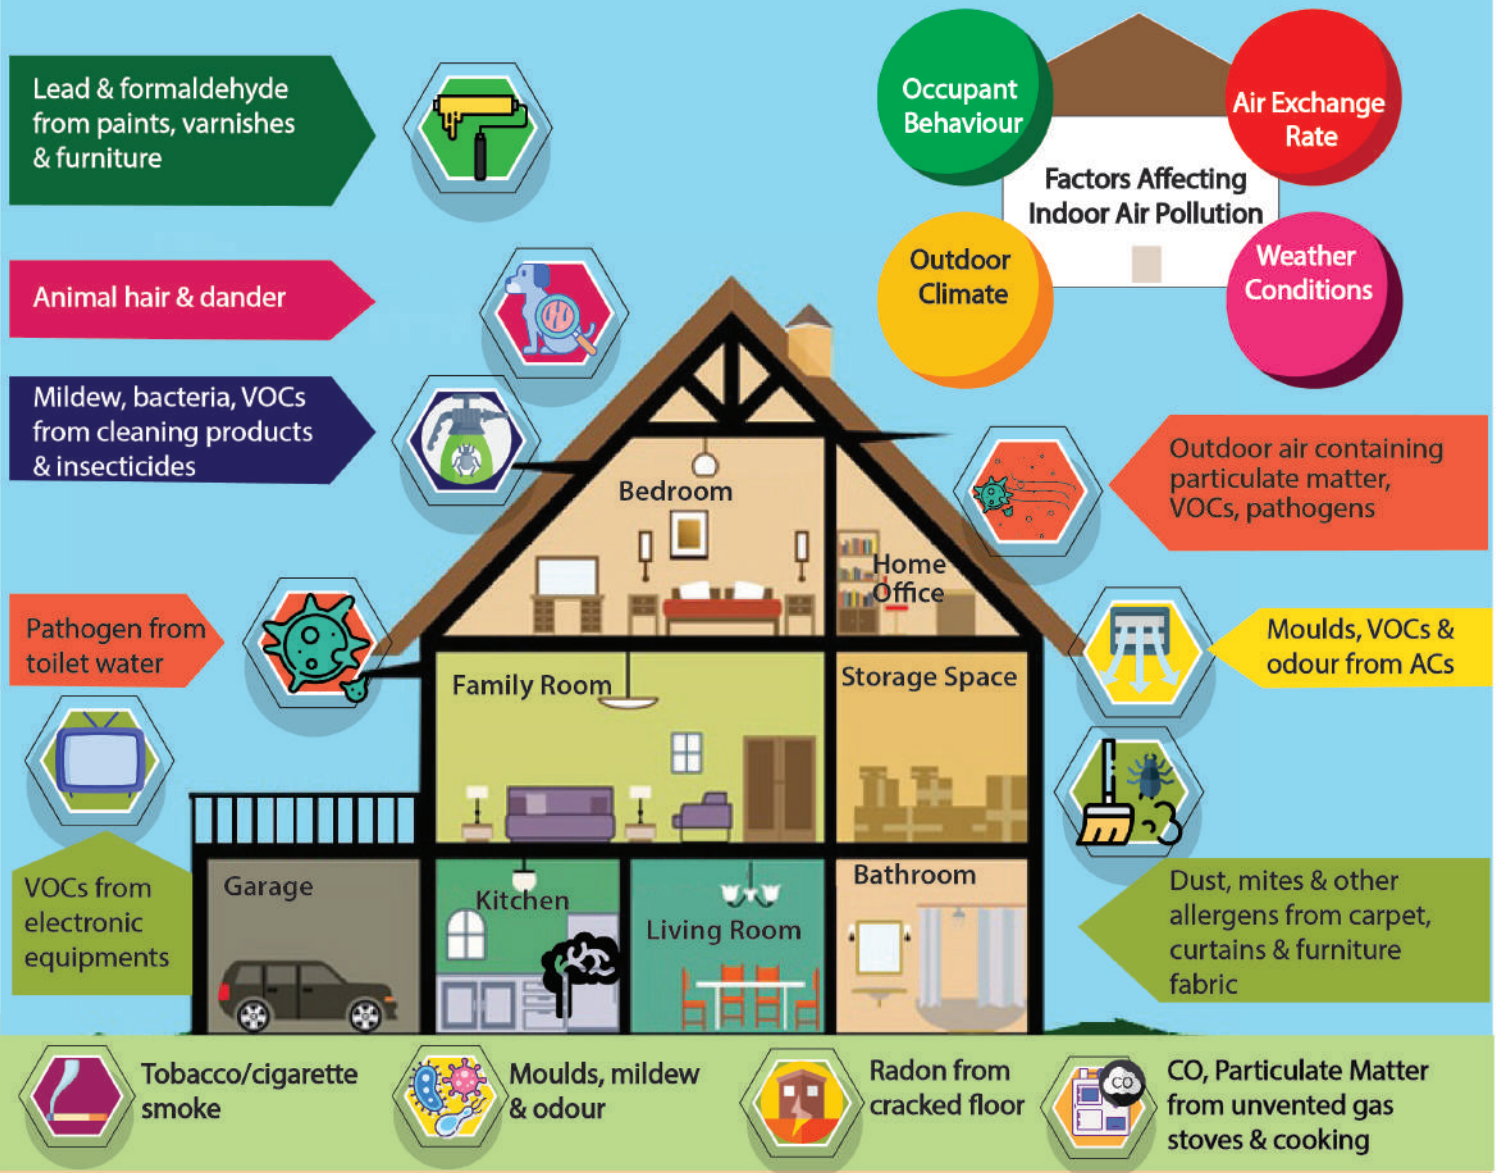 Lead & formaldehyde
from paints, varnishes
& furniture
Occupant
Behaviour
Air Exchange
Rate
Factors Affecting
Indoor Air Pollution
Outdoor
Climate
Weather
Conditions
Animal hair & dander
Mildew, bacteria, VOCs
from cleaning products
& insecticides
Outdoor air containing
particulate matter,
VOCs, pathogens
Bedroom
Home
Office
Pathogen from
toilet water
Moulds, VOCs &
odour from ACs
Family Room
Storage Space
VOCs from
electronic
equipments
Garage
Kitchen
Living Room
Bathroom
Dust, mites & other
allergens from carpet,
curtains & furniture
fabric
Tobacco/cigarette
smoke
Moulds, mildew
& odour
Radon from
cracked floor
CO
CO, Particulate Matter
from unvented gas
stoves & cooking